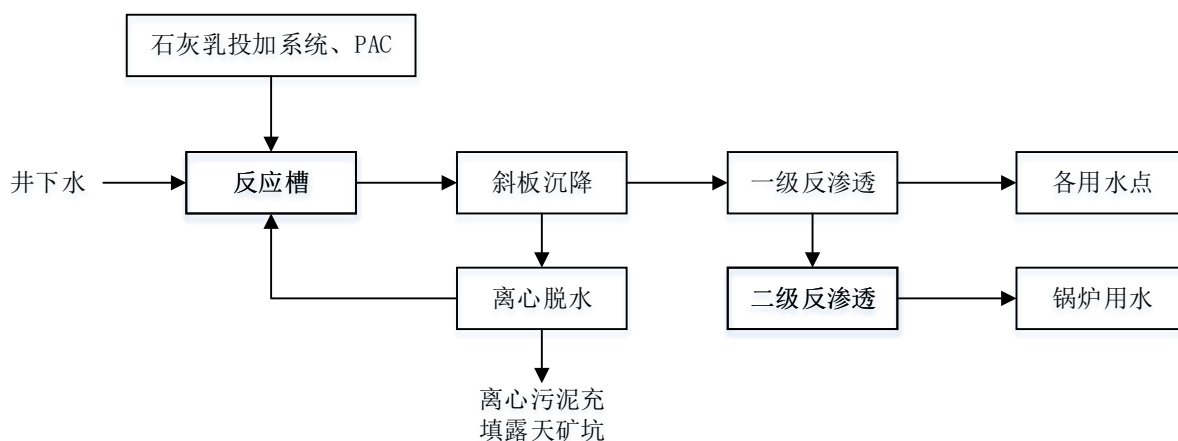 石灰乳投加系统、PAC
井下水
反应槽
斜板沉降
一级反渗透
各用水点
离心脱水
二级反渗透
锅炉用水
离心污泥充
填露天矿坑